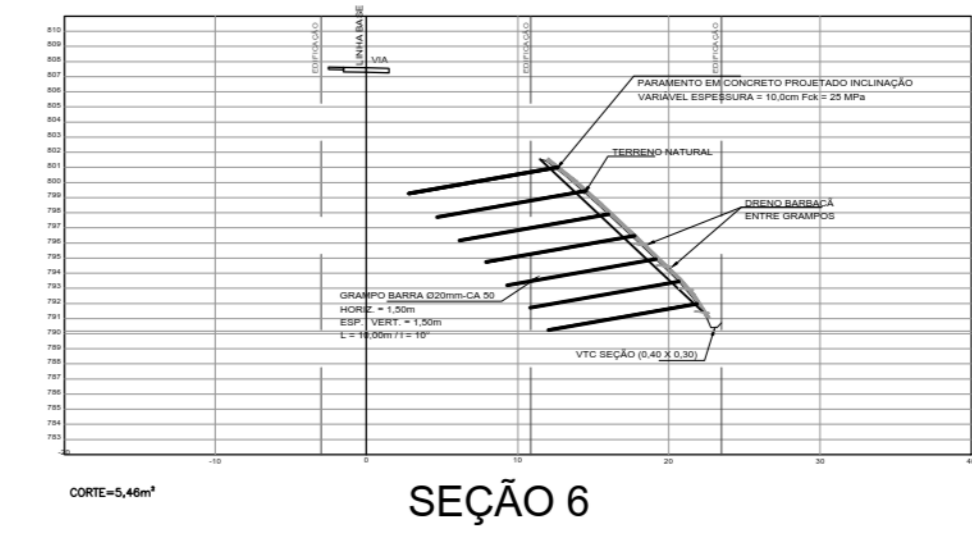 810
809
808
807
806
805
804
803
802
801
800
799
798
797
796
795
794
793
792
791
790
789
788
787
786
785
784
783
EDIFICAÇÃO
LINHA BASE
VIA
EDIFICAÇÃO
EDIFICAÇÃO
PARAMENTO EM CONCRETO PROJETADO INCLINAÇÃO
VARIAVEL ESPESSURA = 10,0cm Fck = 25 MPa
TERRENO NATURAL
DRENO BARBAÇÃ
ENTRE GRAMPOS
GRAMPO BARRA Ø20mm-CA 50
HORIZ. = 1,50m
ESP. VERT. = 1,50m
L = 10,00m / I = 10°
VTC SEÇÃO (0,40 X 0,30)
-20 -10 0 10 20 30
CORTE=5,46m²
SEÇÃO 6